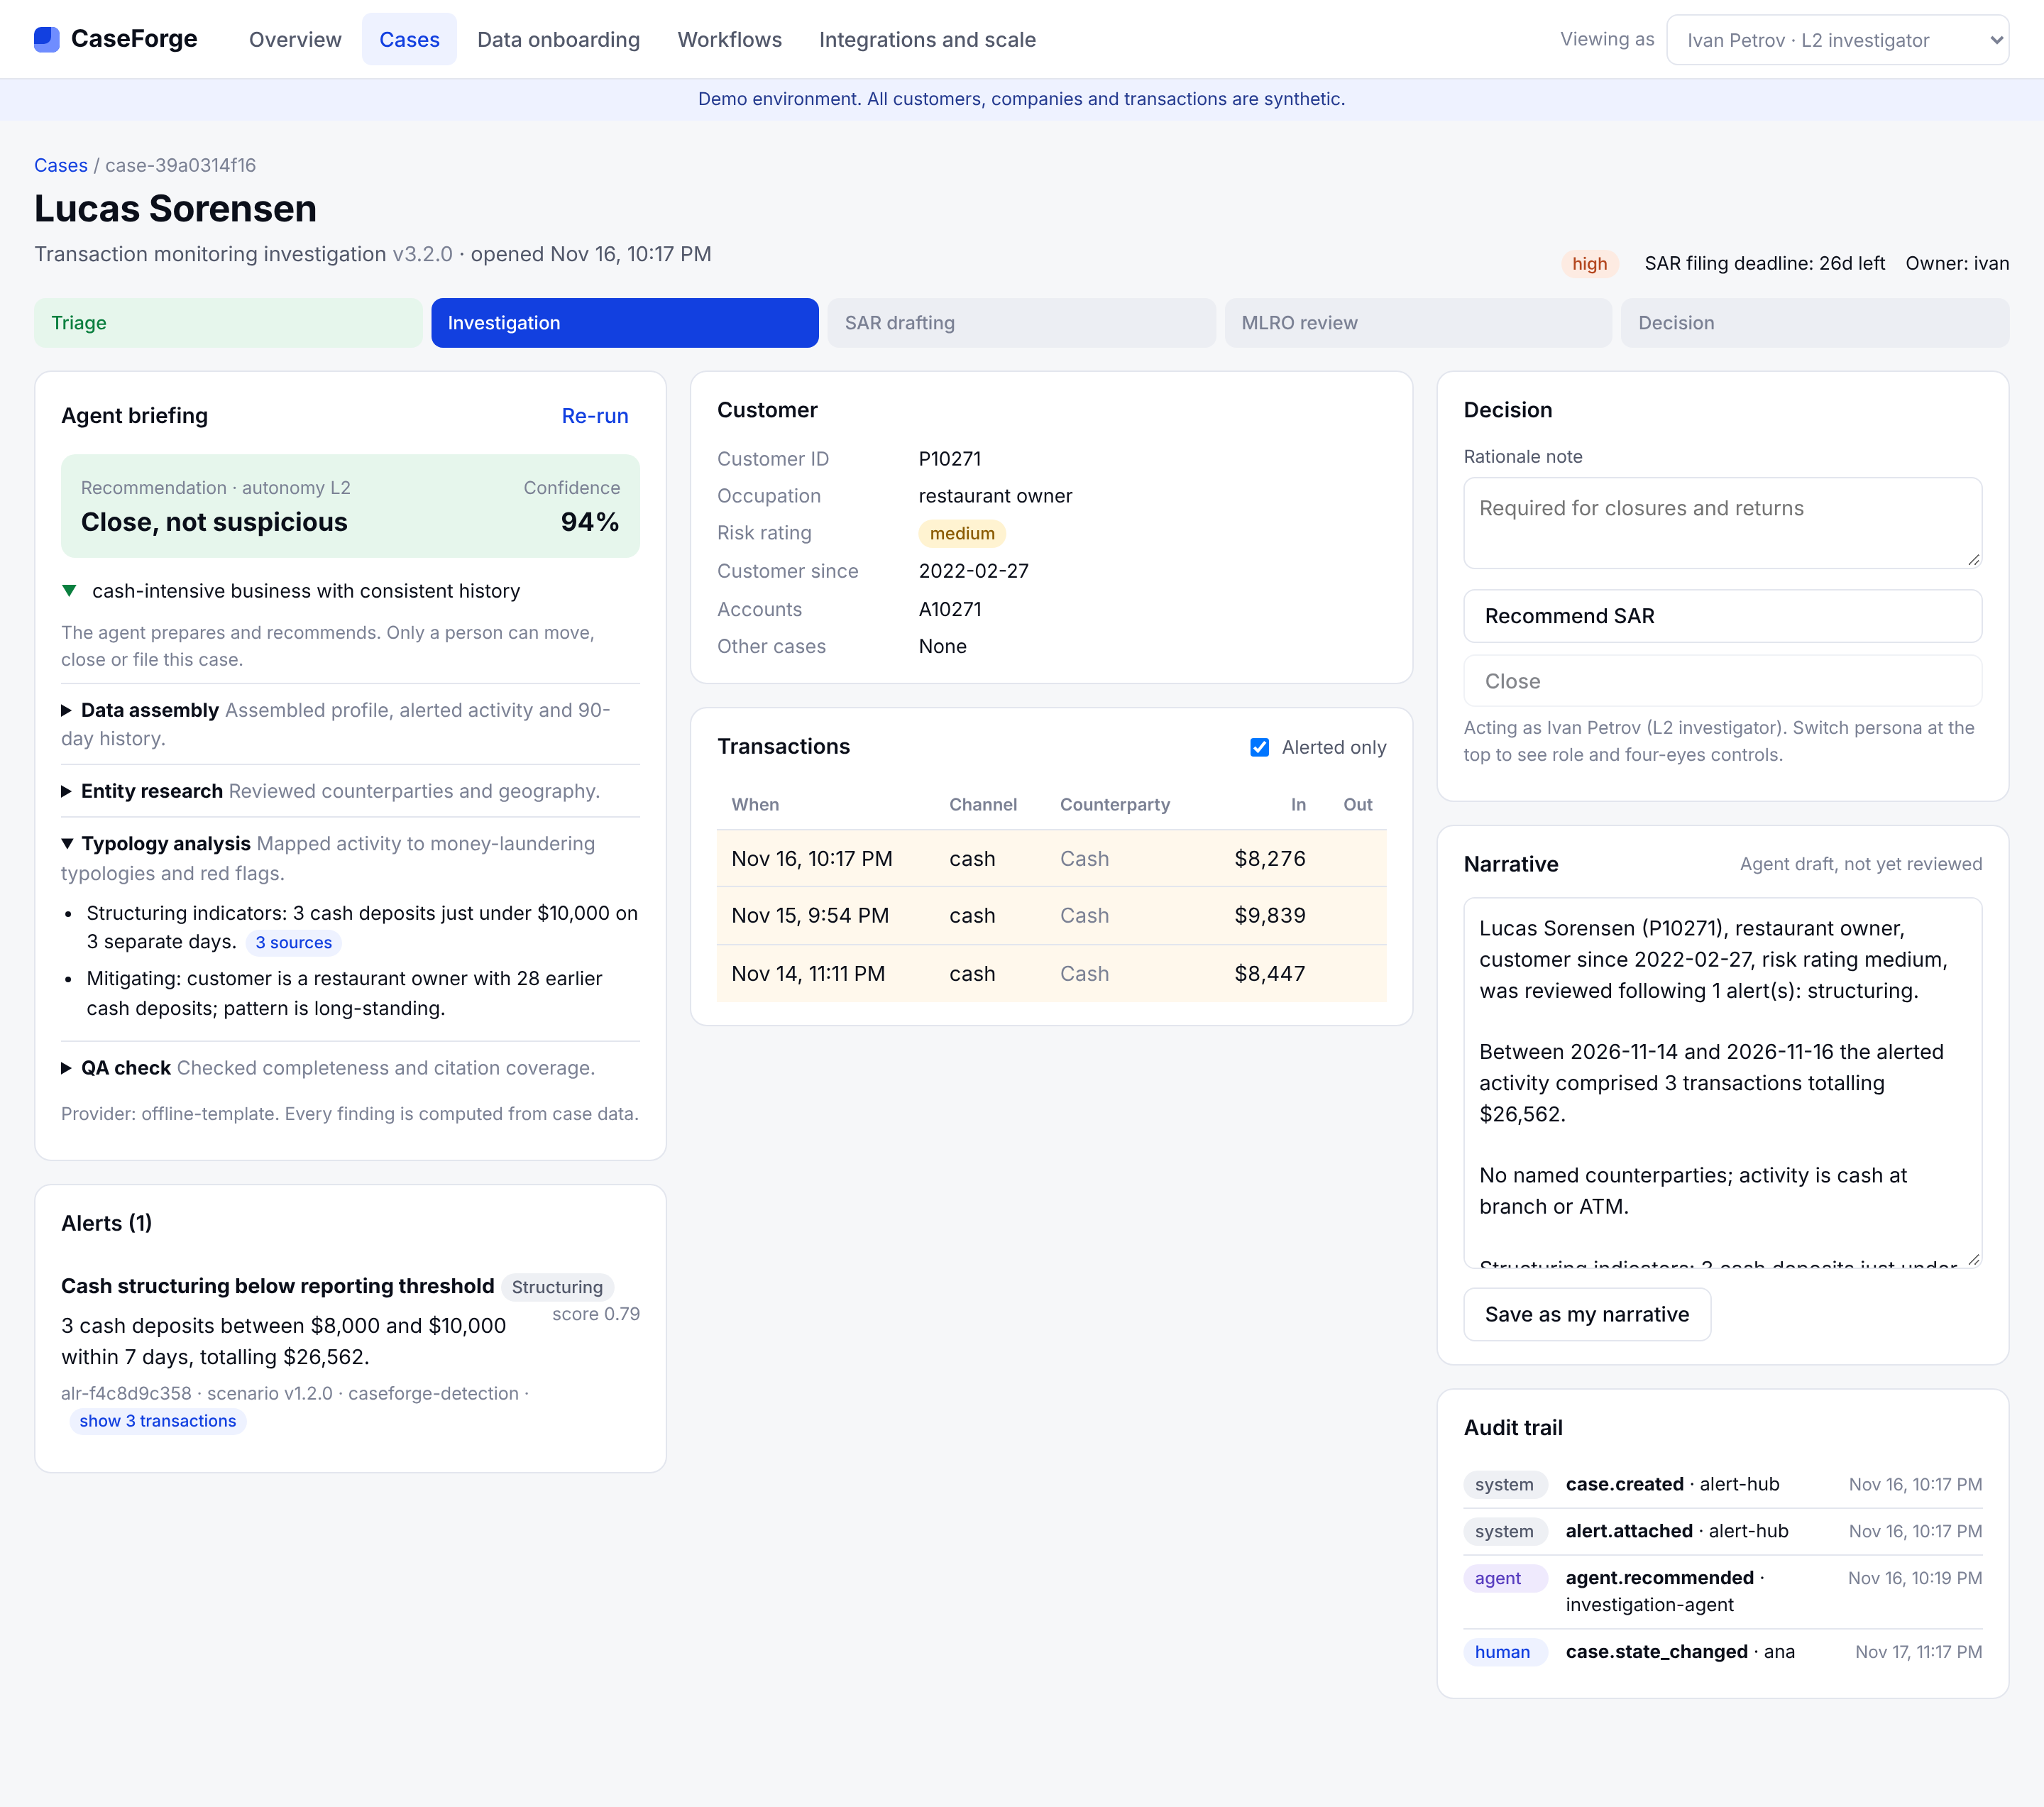 CaseForge
Overview
Cases
Data onboarding
Workflows
Integrations and scale
Viewing as
Ivan Petrov · L2 investigator
Demo environment. All customers, companies and transactions are synthetic.
Cases / case-39a0314f16
Lucas Sorensen
Transaction monitoring investigation v3.2.0 · opened Nov 16, 10:17 PM
high
SAR filing deadline: 26d left
Owner: ivan
Triage
Investigation
SAR drafting
MLRO review
Decision
Agent briefing
Re-run
Recommendation · autonomy L2
Confidence
Close, not suspicious
94%
▼ cash-intensive business with consistent history
The agent prepares and recommends. Only a person can move,
close or file this case.
▶ Data assembly Assembled profile, alerted activity and 90-
day history.
▶ Entity research Reviewed counterparties and geography.
▼ Typology analysis Mapped activity to money-laundering
typologies and red flags.
• Structuring indicators: 3 cash deposits just under $10,000 on
3 separate days. 3 sources
• Mitigating: customer is a restaurant owner with 28 earlier
cash deposits; pattern is long-standing.
▶ QA check Checked completeness and citation coverage.
Provider: offline-template. Every finding is computed from case data.
Alerts (1)
Cash structuring below reporting threshold Structuring
score 0.79
3 cash deposits between $8,000 and $10,000
within 7 days, totalling $26,562.
alr-f4c8d9c358 · scenario v1.2.0 · caseforge-detection ·
show 3 transactions
Customer
Customer ID P10271
Occupation restaurant owner
Risk rating medium
Customer since 2022-02-27
Accounts A10271
Other cases None
Transactions
Alerted only
When Channel Counterparty In Out
Nov 16, 10:17 PM cash Cash $8,276
Nov 15, 9:54 PM cash Cash $9,839
Nov 14, 11:11 PM cash Cash $8,447
Decision
Rationale note
Required for closures and returns
Recommend SAR
Close
Acting as Ivan Petrov (L2 investigator). Switch persona at the
top to see role and four-eyes controls.
Narrative
Agent draft, not yet reviewed
Lucas Sorensen (P10271), restaurant owner,
customer since 2022-02-27, risk rating medium,
was reviewed following 1 alert(s): structuring.
Between 2026-11-14 and 2026-11-16 the alerted
activity comprised 3 transactions totalling
$26,562.
No named counterparties; activity is cash at
branch or ATM.
Structuring indicators: 3 cash deposits just under
Save as my narrative
Audit trail
system case.created · alert-hub Nov 16, 10:17 PM
system alert.attached · alert-hub Nov 16, 10:17 PM
agent agent.recommended · Nov 16, 10:19 PM
investigation-agent
human case.state_changed · ana Nov 17, 11:17 PM